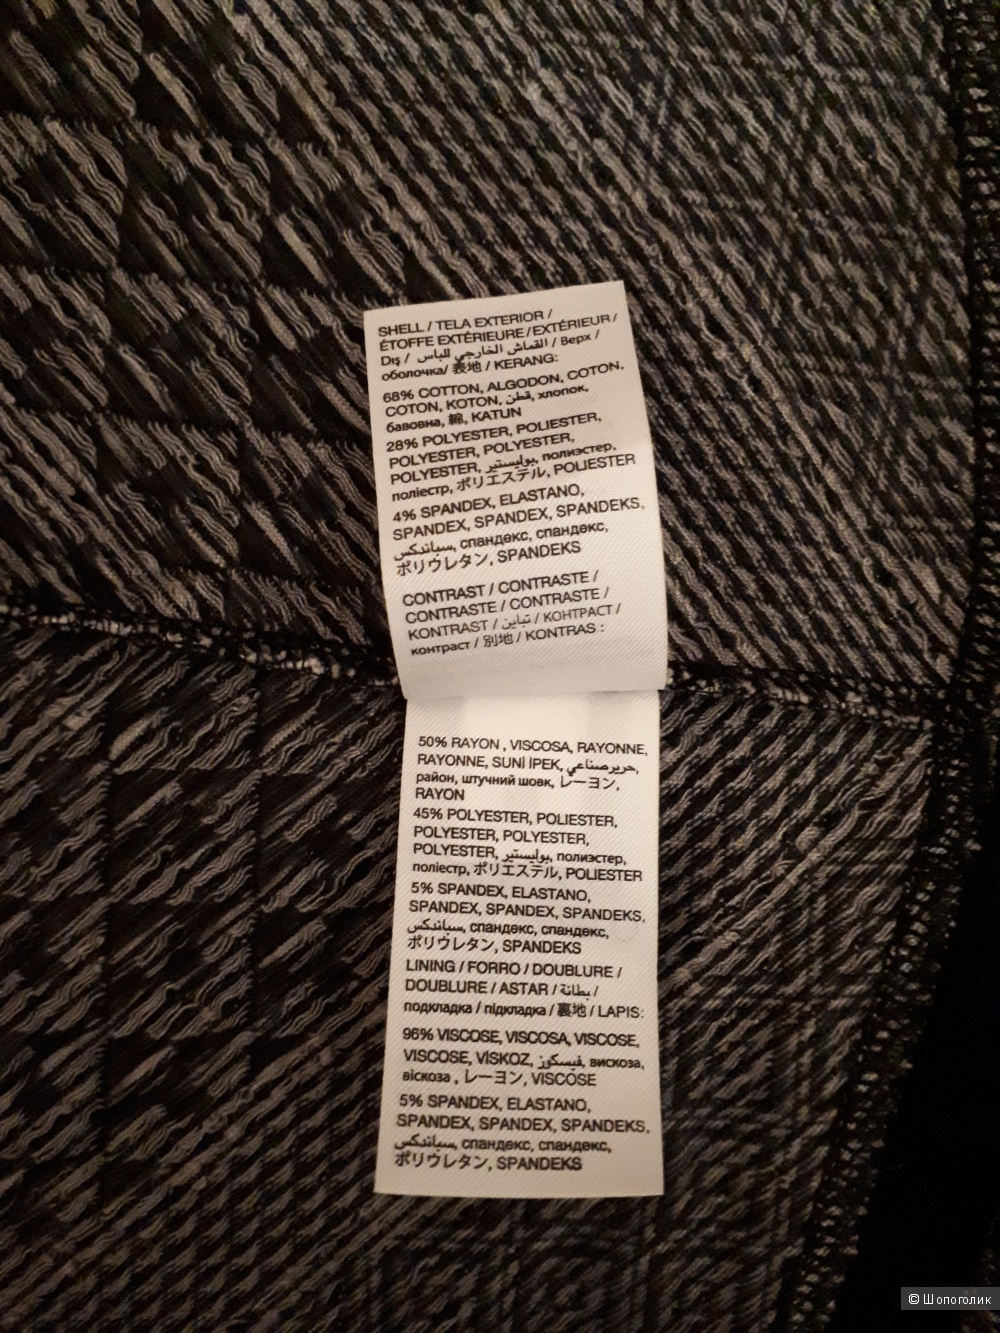 SHELL / TELA EXTERIOR /
ÉTOFFE EXTÉRIEURE / EXTÉRIEUR /
Dış / القماش الخارجي للباس / Верх /
оболочка/ 表地 / KERANG:
68% COTTON, ALGODON, COTON,
COTON, KOTON, قطن, хлопок,
бавовна, 綿, KATUN
28% POLYESTER, POLIESTER,
POLYESTER, POLYESTER,
POLYESTER, بوليستير, полиэстер,
поліестр, ポリエステル, POLIESTER
4% SPANDEX, ELASTANO,
SPANDEX, SPANDEX, SPANDEKS,
سباندكس, спандекс, спандекс,
ポリウレタン, SPANDEKS
CONTRAST / CONTRASTE /
CONTRASTE / CONTRASTE /
KONTRAST / تباين / КОНТРАСТ /
контраст / 別地 / KONTRAS :
50% RAYON , VISCOSA, RAYONNE,
RAYONNE, SUNİ İPEK, حريرصناعي,
район, штучний шовк, レーヨン,
RAYON
45% POLYESTER, POLIESTER,
POLYESTER, POLYESTER,
POLYESTER, بوليستير, полиэстер,
поліестр, ポリエステル, POLIESTER
5% SPANDEX, ELASTANO,
SPANDEX, SPANDEX, SPANDEKS,
سباندكس, спандекс, спандекс,
ポリウレタン, SPANDEKS
LINING / FORRO / DOUBLURE /
DOUBLURE / ASTAR / بطانة /
подкладка / підкладка / 裏地 / LAPIS:
96% VISCOSE, VISCOSA, VISCOSE,
VISCOSE, VİSKOZ, فيسكوز, вискоза,
віскоза , レーヨン, VISCOSE
5% SPANDEX, ELASTANO,
SPANDEX, SPANDEX, SPANDEKS,
سباندكس, спандекс, спандекс,
ポリウレタン, SPANDEKS
© Шопоголик